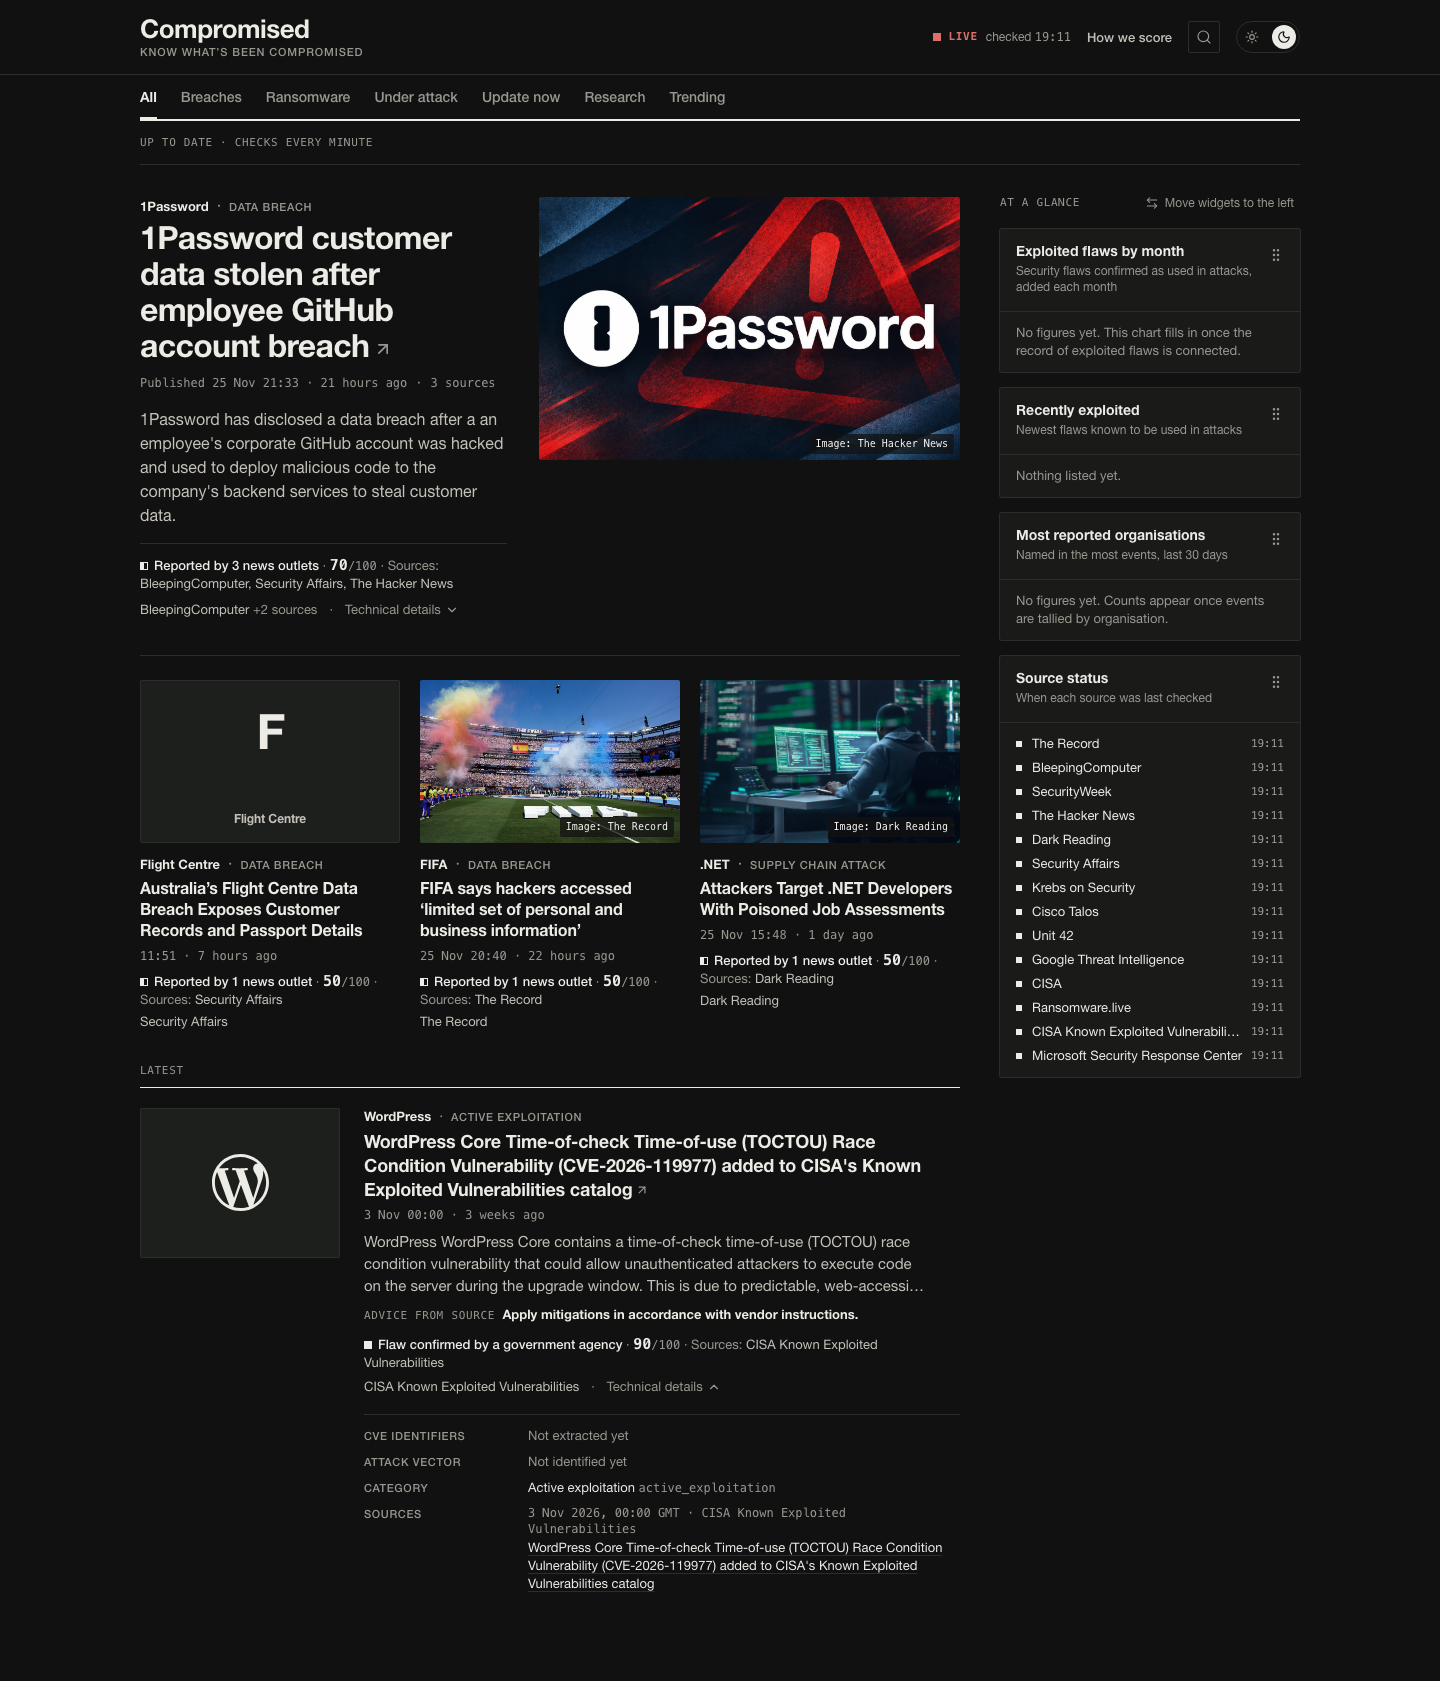 Compromised
KNOW WHAT'S BEEN COMPROMISED
LIVE checked 19:11 How we score
All Breaches Ransomware Under attack Update now Research Trending
UP TO DATE · CHECKS EVERY MINUTE
1Password · DATA BREACH
1Password customer
data stolen after
employee GitHub
account breach
Published 25 Nov 21:33 · 21 hours ago · 3 sources
1Password has disclosed a data breach after a an
employee's corporate GitHub account was hacked
and used to deploy malicious code to the
company's backend services to steal customer
data.
Reported by 3 news outlets · 70/100 · Sources:
BleepingComputer, Security Affairs, The Hacker News
BleepingComputer +2 sources · Technical details
1Password
Image: The Hacker News
F
Flight Centre
Flight Centre · DATA BREACH
Australia’s Flight Centre Data
Breach Exposes Customer
Records and Passport Details
11:51 · 7 hours ago
Reported by 1 news outlet · 50/100 ·
Sources: Security Affairs
Security Affairs
THE FINAL
Image: The Record
FIFA · DATA BREACH
FIFA says hackers accessed
‘limited set of personal and
business information’
25 Nov 20:40 · 22 hours ago
Reported by 1 news outlet · 50/100 ·
Sources: The Record
The Record
Image: Dark Reading
.NET · SUPPLY CHAIN ATTACK
Attackers Target .NET Developers
With Poisoned Job Assessments
25 Nov 15:48 · 1 day ago
Reported by 1 news outlet · 50/100 ·
Sources: Dark Reading
Dark Reading
LATEST
WordPress · ACTIVE EXPLOITATION
WordPress Core Time-of-check Time-of-use (TOCTOU) Race
Condition Vulnerability (CVE-2026-119977) added to CISA's Known
Exploited Vulnerabilities catalog
3 Nov 00:00 · 3 weeks ago
WordPress WordPress Core contains a time-of-check time-of-use (TOCTOU) race
condition vulnerability that could allow unauthenticated attackers to execute code
on the server during the upgrade window. This is due to predictable, web-accessi…
ADVICE FROM SOURCE Apply mitigations in accordance with vendor instructions.
Flaw confirmed by a government agency · 90/100 · Sources: CISA Known Exploited
Vulnerabilities
CISA Known Exploited Vulnerabilities · Technical details
CVE IDENTIFIERS Not extracted yet
ATTACK VECTOR Not identified yet
CATEGORY Active exploitation active_exploitation
SOURCES 3 Nov 2026, 00:00 GMT · CISA Known Exploited
Vulnerabilities
WordPress Core Time-of-check Time-of-use (TOCTOU) Race Condition
Vulnerability (CVE-2026-119977) added to CISA's Known Exploited
Vulnerabilities catalog
AT A GLANCE Move widgets to the left
Exploited flaws by month
Security flaws confirmed as used in attacks,
added each month
No figures yet. This chart fills in once the
record of exploited flaws is connected.
Recently exploited
Newest flaws known to be used in attacks
Nothing listed yet.
Most reported organisations
Named in the most events, last 30 days
No figures yet. Counts appear once events
are tallied by organisation.
Source status
When each source was last checked
The Record 19:11
BleepingComputer 19:11
SecurityWeek 19:11
The Hacker News 19:11
Dark Reading 19:11
Security Affairs 19:11
Krebs on Security 19:11
Cisco Talos 19:11
Unit 42 19:11
Google Threat Intelligence 19:11
CISA 19:11
Ransomware.live 19:11
CISA Known Exploited Vulnerabili… 19:11
Microsoft Security Response Center 19:11